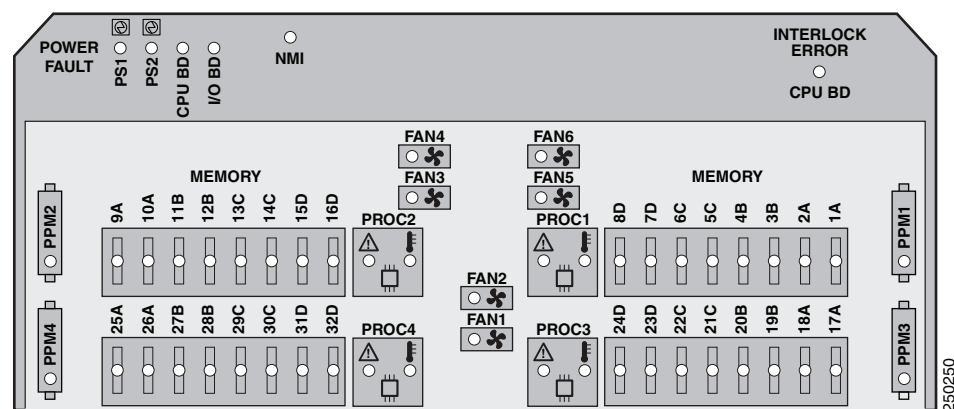 POWER
FAULT
PS1
PS2
CPU BD
I/O BD
NMI
INTERLOCK
ERROR
CPU BD
FAN4
FAN6
FAN3
FAN5
MEMORY
MEMORY
PPM2
9A 10A 11B 12B 13C 14C 15D 16D
PROC2
PROC1
8D 7D 6C 5C 4B 3B 2A 1A
PPM1
FAN2
FAN1
PPM4
25A 26A 27B 28B 29C 30C 31D 32D
PROC4
PROC3
24D 23D 22C 21C 20B 19B 18A 17A
PPM3
250250